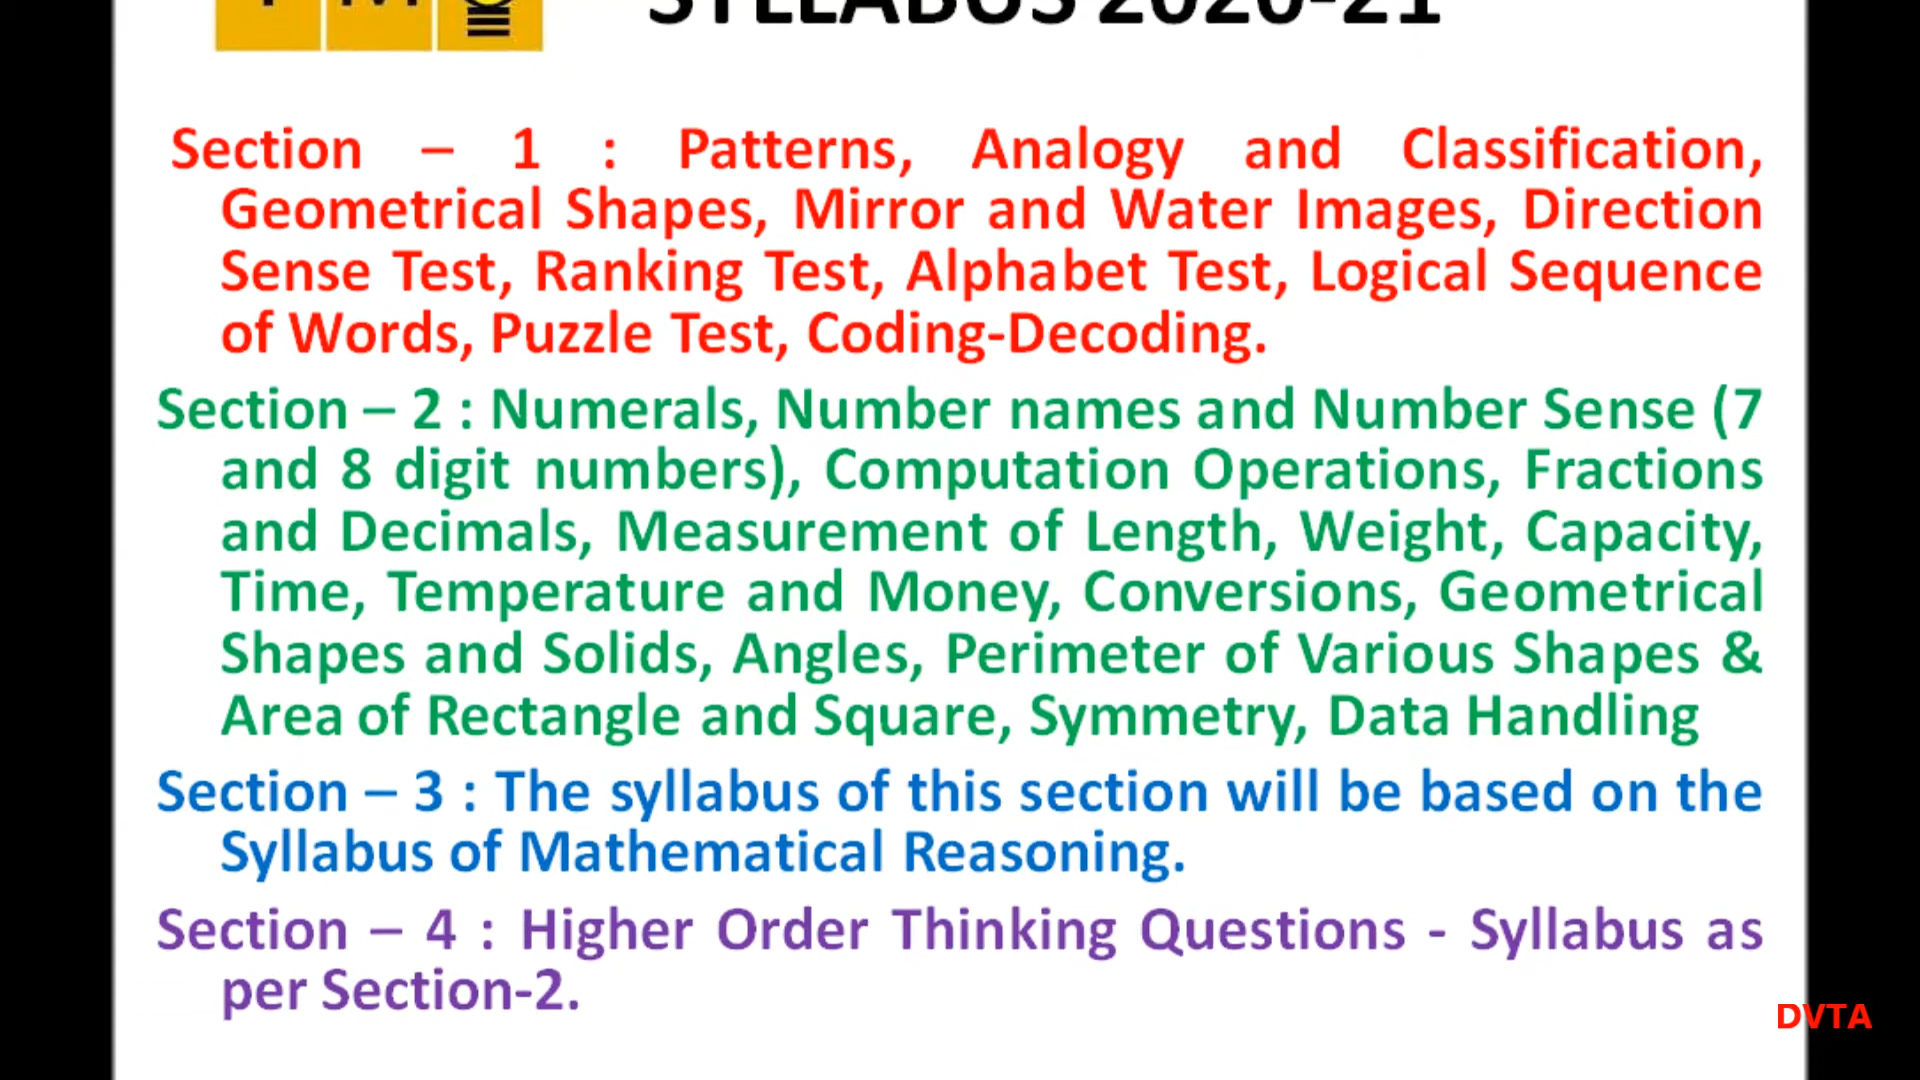 SYLLABUS 2020-21
Section – 1 : Patterns, Analogy and Classification,
Geometrical Shapes, Mirror and Water Images, Direction
Sense Test, Ranking Test, Alphabet Test, Logical Sequence
of Words, Puzzle Test, Coding-Decoding.
Section – 2 : Numerals, Number names and Number Sense (7
and 8 digit numbers), Computation Operations, Fractions
and Decimals, Measurement of Length, Weight, Capacity,
Time, Temperature and Money, Conversions, Geometrical
Shapes and Solids, Angles, Perimeter of Various Shapes &
Area of Rectangle and Square, Symmetry, Data Handling
Section – 3 : The syllabus of this section will be based on the
Syllabus of Mathematical Reasoning.
Section – 4 : Higher Order Thinking Questions - Syllabus as
per Section-2.
DVTA